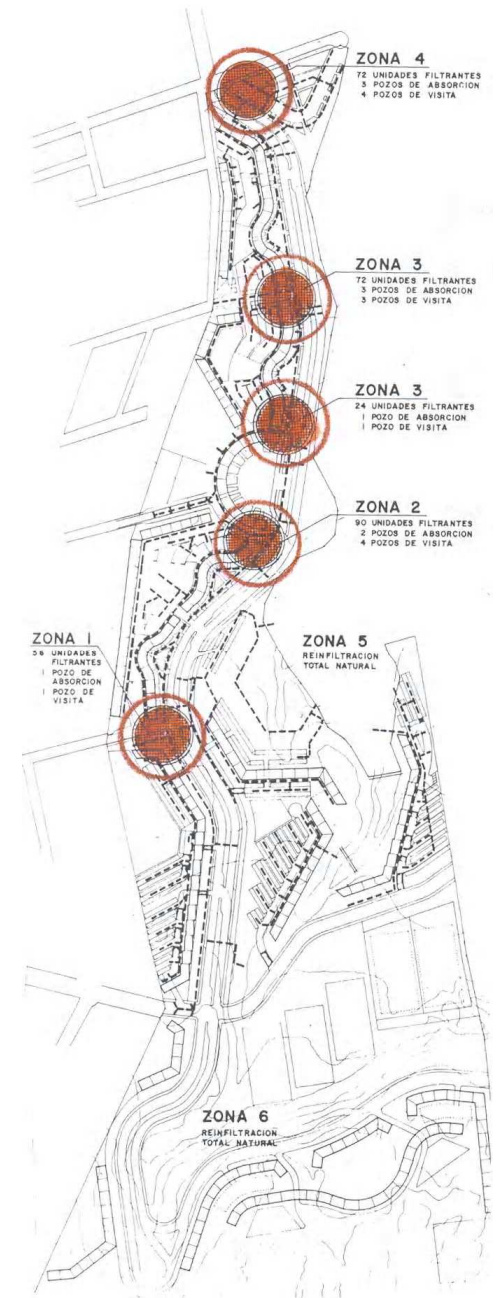 ZONA 4
72 UNIDADES FILTRANTES
3 POZOS DE ABSORCION
4 POZOS DE VISITA
ZONA 3
72 UNIDADES FILTRANTES
3 POZOS DE ABSORCION
3 POZOS DE VISITA
ZONA 3
24 UNIDADES FILTRANTES
1 POZO DE ABSORCION
1 POZO DE VISITA
ZONA 2
90 UNIDADES FILTRANTES
2 POZOS DE ABSORCION
4 POZOS DE VISITA
ZONA 1
58 UNIDADES
FILTRANTES
1 POZO DE
ABSORCION
1 POZO DE
VISITA
ZONA 5
REINFILTRACION
TOTAL NATURAL
ZONA 6
REINFILTRACION
TOTAL NATURAL